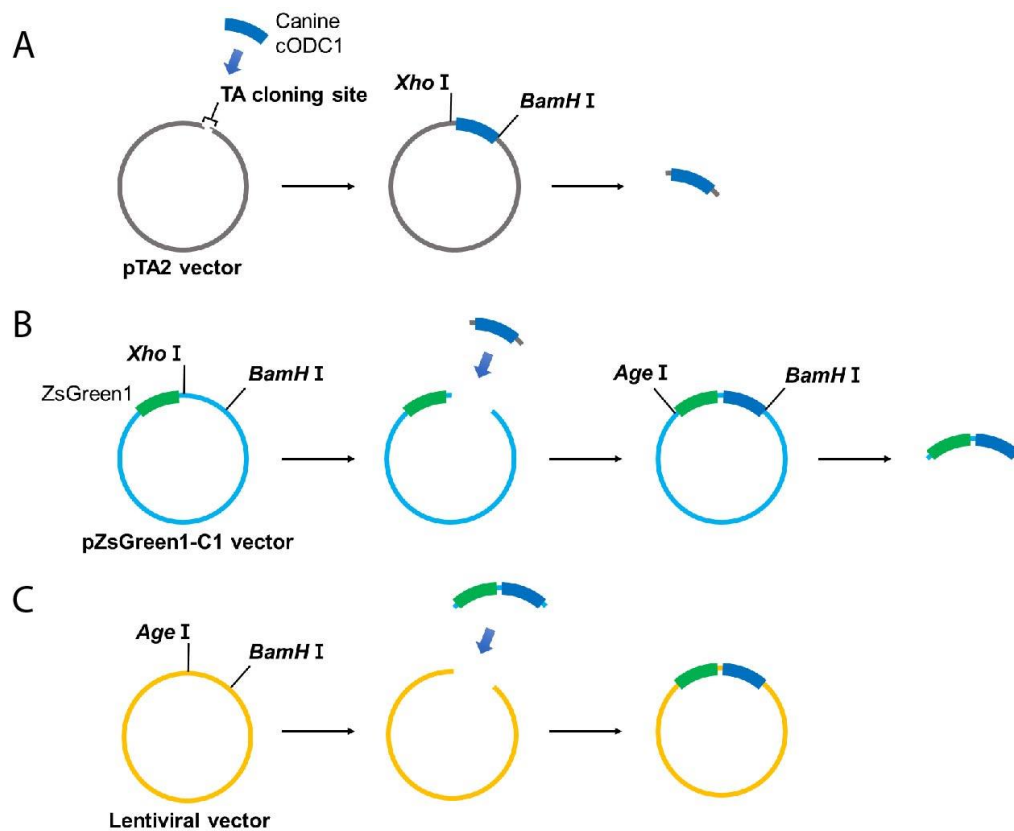 A
Canine
cODC1
TA cloning site
Xho I
BamH I
pTA2 vector
B
Xho I
ZsGreen1
BamH I
Age I
BamH I
pZsGreen1-C1 vector
C
Age I
BamH I
Lentiviral vector